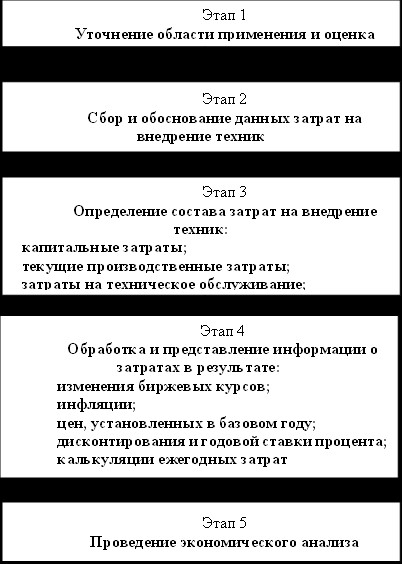 Этап 1
Уточнение области применения и оценка
Этап 2
Сбор и обоснование данных затрат на
внедрение техник
Этап 3
Определение состава затрат на внедрение
техник:
капитальные затраты;
текущие производственные затраты;
затраты на техническое обслуживание;
Этап 4
Обработка и представление информации о
затратах в результате:
изменения биржевых курсов;
инфляции;
цен, установленных в базовом году;
дисконтирования и годовой ставки процента;
калькуляции ежегодных затрат
Этап 5
Проведение экономического анализа